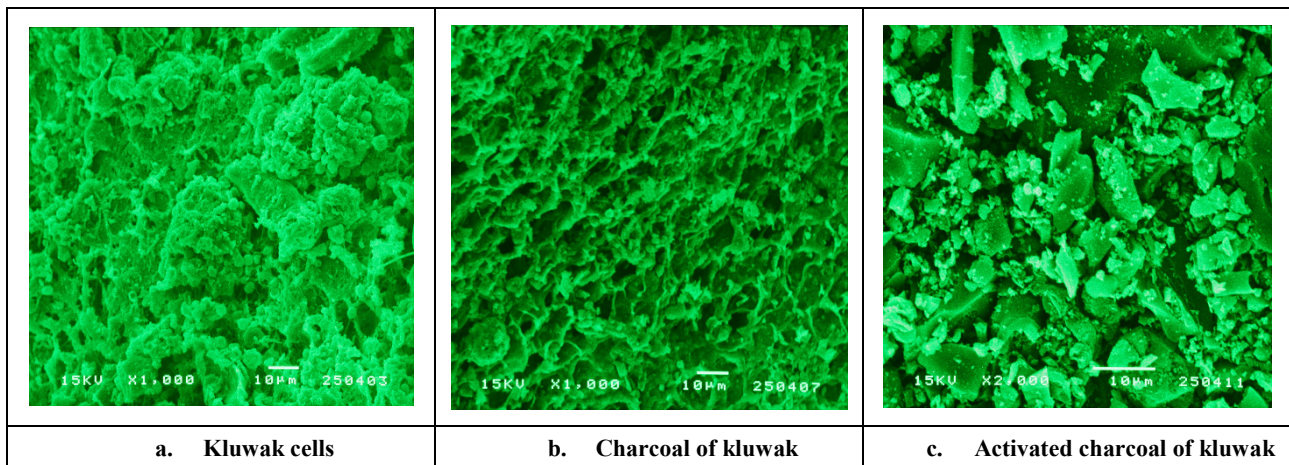 15KV X1,000 10µm 250403
15KV X1,000 10µm 250407
15KV X2,000 10µm 250411
a. Kluwak cells
b. Charcoal of kluwak
c. Activated charcoal of kluwak